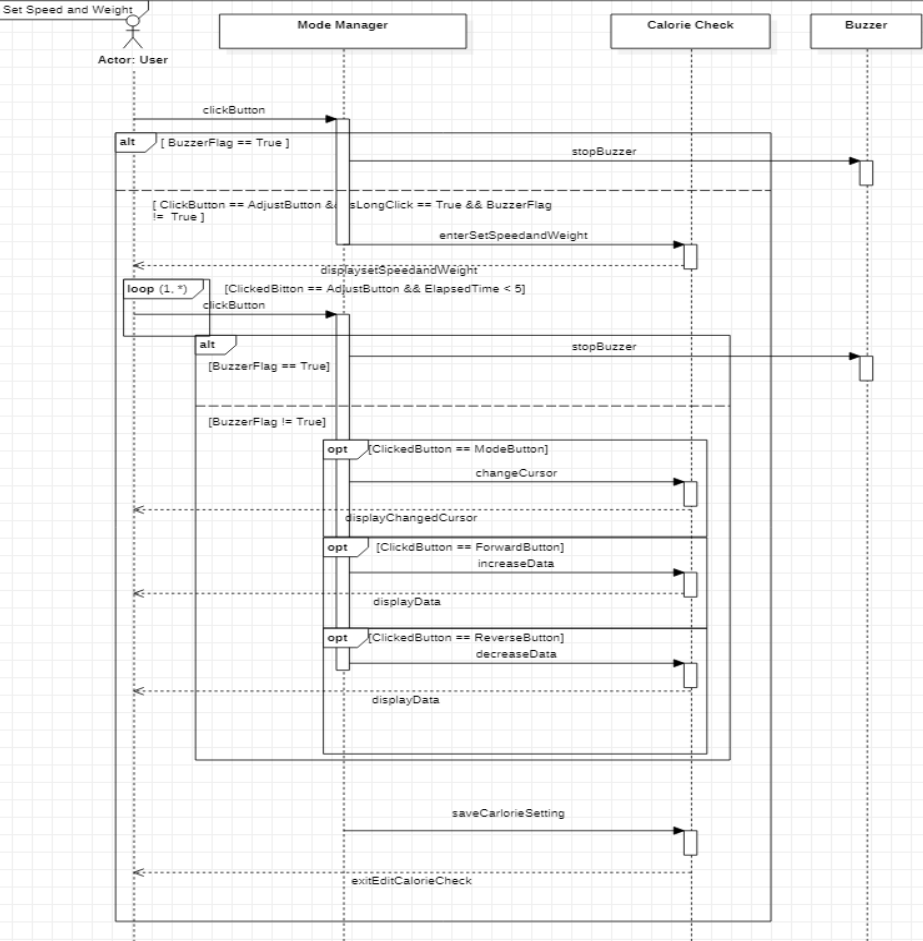 Set Speed and Weight
Mode Manager
Calorie Check
Buzzer
Actor: User
clickButton
alt
[ BuzzerFlag == True ]
stopBuzzer
[ ClickButton == AdjustButton && isLongClick == True && BuzzerFlag
!= True ]
enterSetSpeedandWeight
displaysetSpeedandWeight
loop (1, *)
[ClickedBitton == AdjustButton && ElapsedTime < 5]
clickButton
alt
stopBuzzer
[BuzzerFlag == True]
[BuzzerFlag != True]
opt
[ClickedButton == ModeButton]
changeCursor
displayChangedCursor
opt
[ClickdButton == ForwardButton]
increaseData
displayData
opt
[ClickedButton == ReverseButton]
decreaseData
displayData
saveCarlorieSetting
exitEditCalorieCheck